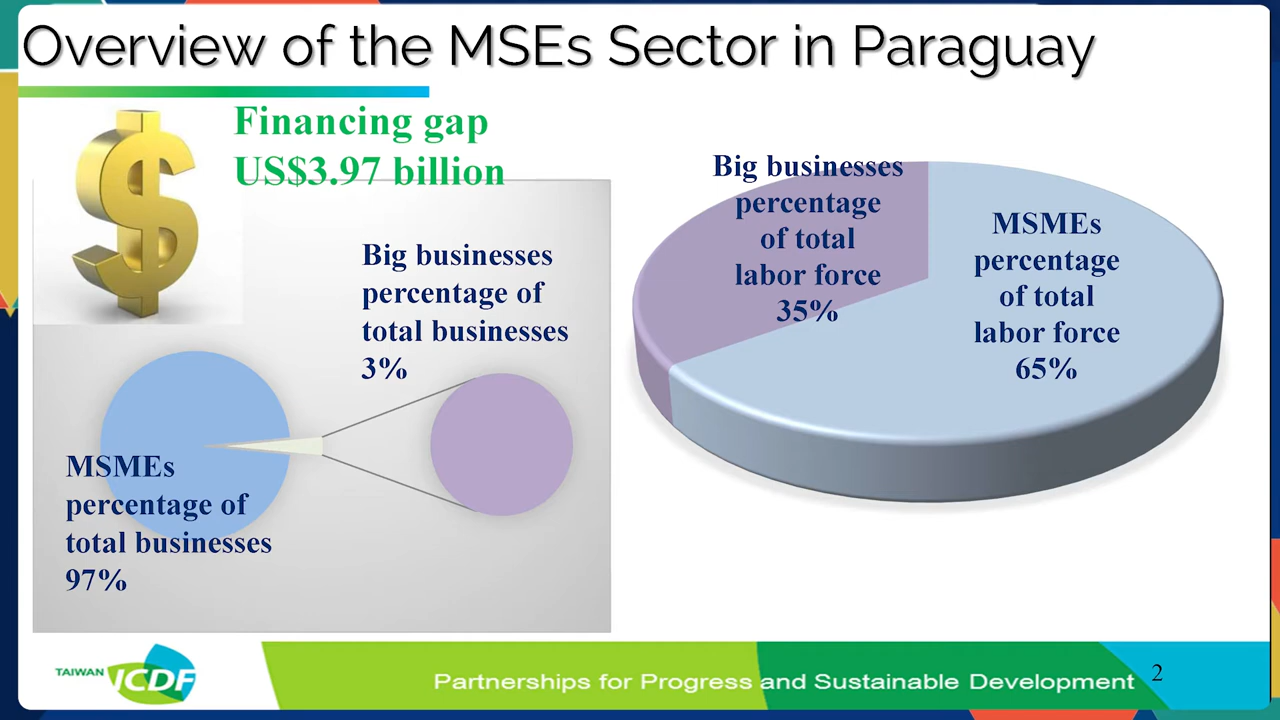 Overview of the MSEs Sector in Paraguay
Financing gap
US$3.97 billion
Big businesses
percentage of
total businesses
3%
MSMEs
percentage of
total businesses
97%
Big businesses
percentage
of total
labor force
35%
MSMEs
percentage
of total
labor force
65%
TAIWAN
ICDF
Partnerships for Progress and Sustainable Development
2